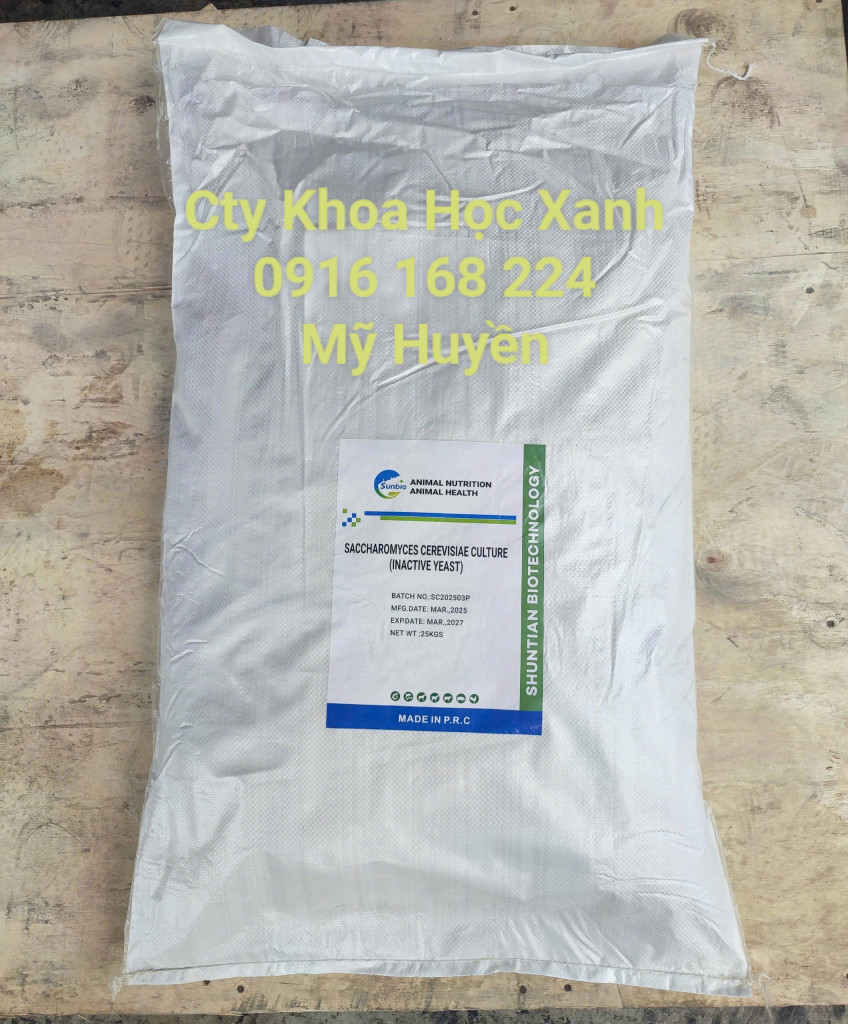 Cty Khoa Học Xanh
0916 168 224
Mỹ Huyền
Sunbio
ANIMAL NUTRITION
ANIMAL HEALTH
SACCHAROMYCES CEREVISIAE CULTURE
(INACTIVE YEAST)
BATCH NO.:SC202503P
MFG.DATE: MAR.,2025
EXP.DATE: MAR.,2027
NET WT :25KGS
SHUNTIAN BIOTECHNOLOGY
MADE IN P.R.C